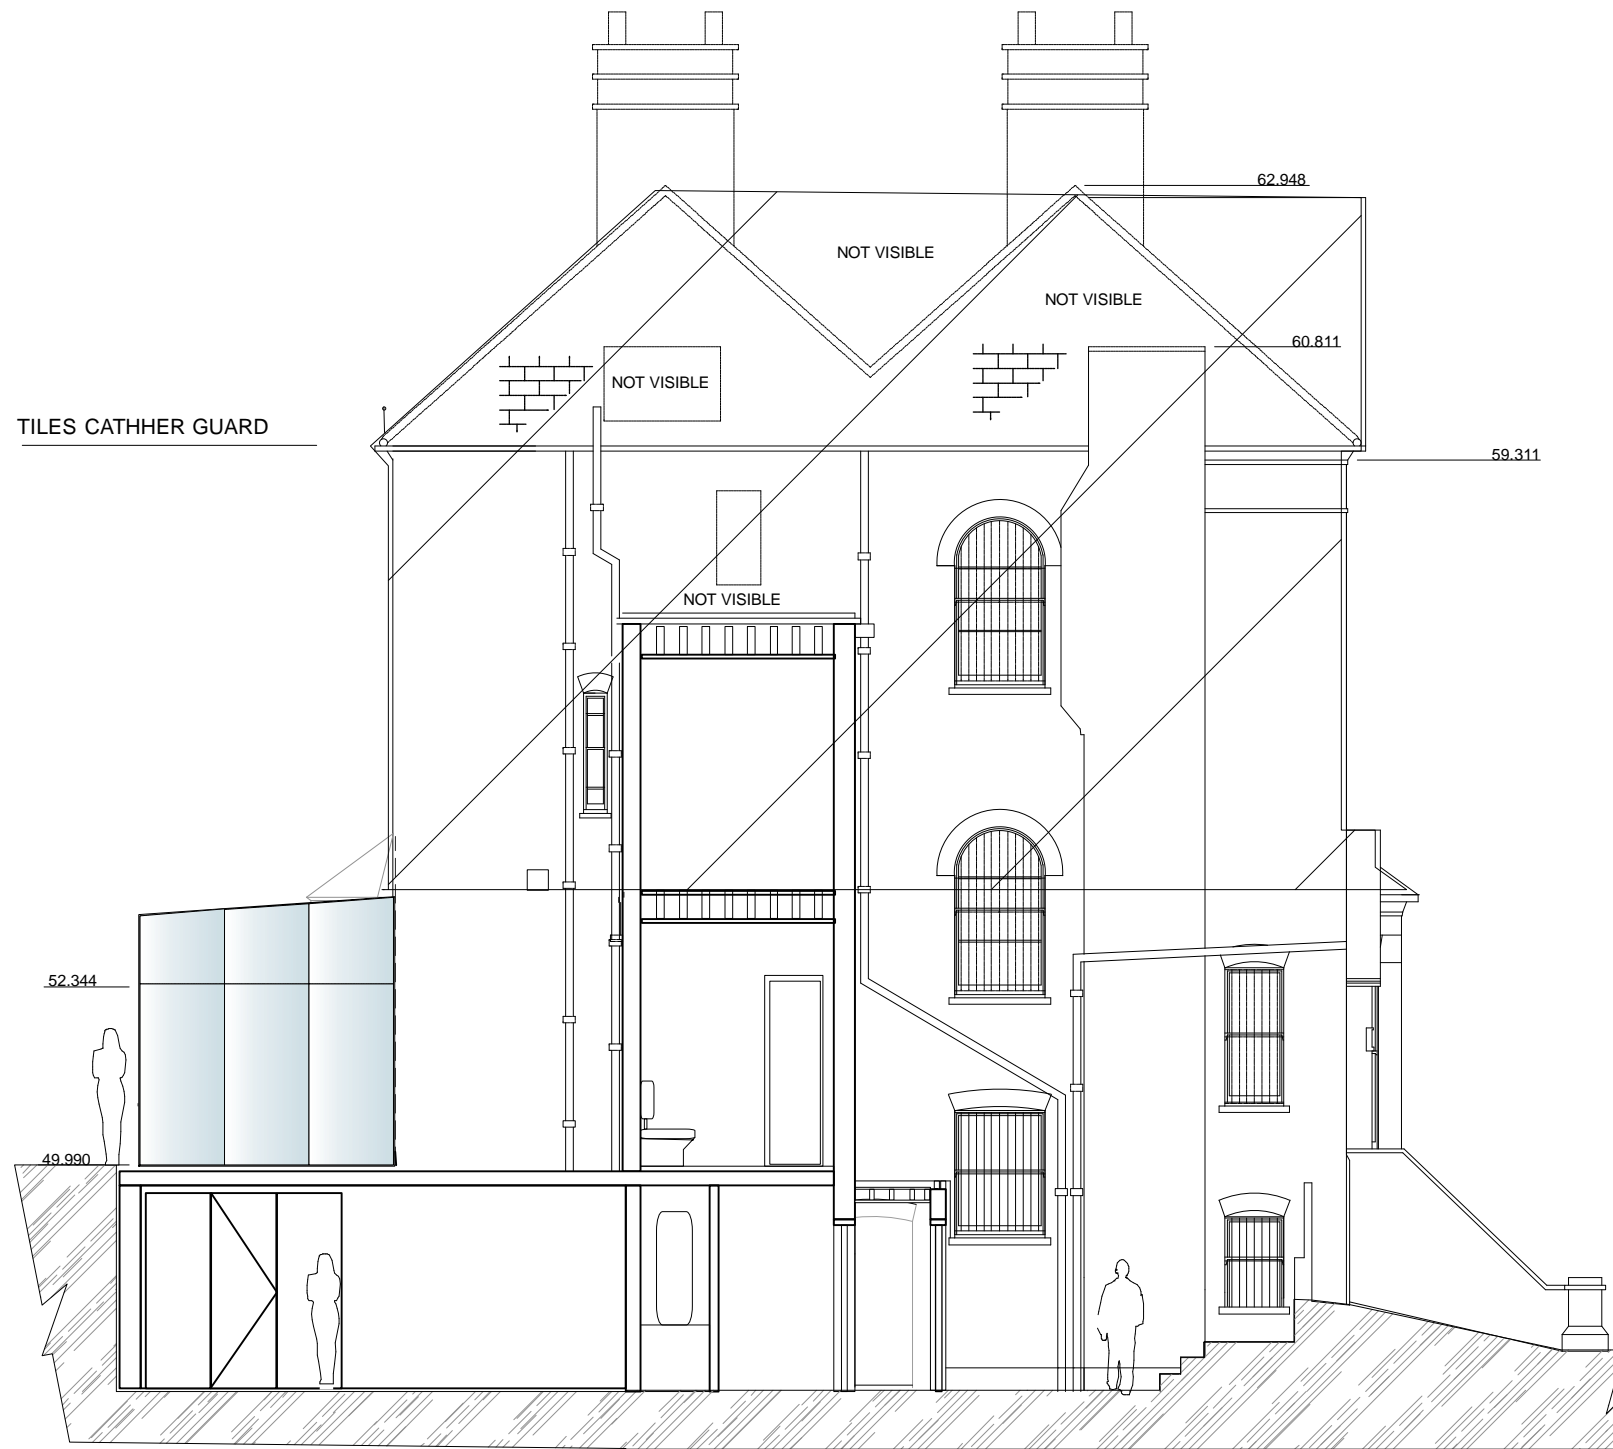 62.948
NOT VISIBLE
NOT VISIBLE
60.811
NOT VISIBLE
TILES CATHHER GUARD
59.311
NOT VISIBLE
52.344
49.990